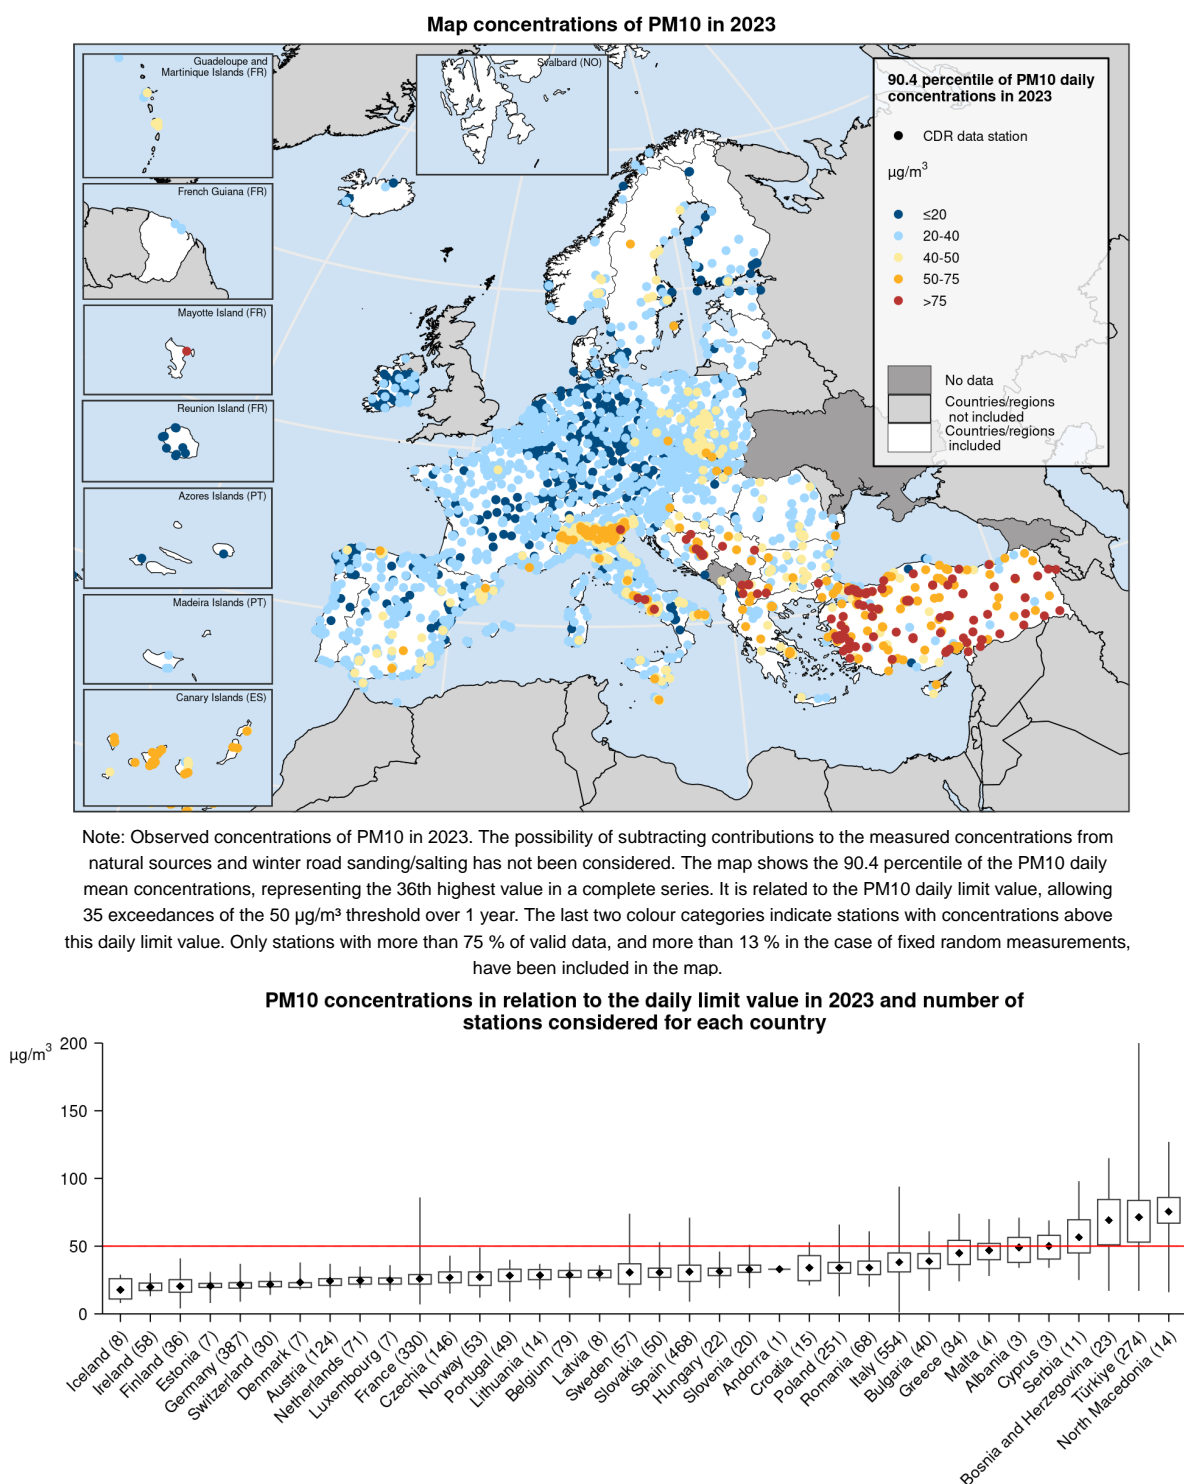 Map concentrations of PM10 in 2023
Guadeloupe and
Martinique Islands (FR)
Svalbard (NO)
French Guiana (FR)
Mayotte Island (FR)
Reunion Island (FR)
Azores Islands (PT)
Madeira Islands (PT)
Canary Islands (ES)
90.4 percentile of PM10 daily
concentrations in 2023
CDR data station
µg/m³
≤20
20-40
40-50
50-75
>75
No data
Countries/regions
not included
Countries/regions
included
Note: Observed concentrations of PM10 in 2023. The possibility of subtracting contributions to the measured concentrations from
natural sources and winter road sanding/salting has not been considered. The map shows the 90.4 percentile of the PM10 daily
mean concentrations, representing the 36th highest value in a complete series. It is related to the PM10 daily limit value, allowing
35 exceedances of the 50 µg/m³ threshold over 1 year. The last two colour categories indicate stations with concentrations above
this daily limit value. Only stations with more than 75 % of valid data, and more than 13 % in the case of fixed random measurements,
have been included in the map.
PM10 concentrations in relation to the daily limit value in 2023 and number of
stations considered for each country
µg/m³
200
150
100
50
0
Iceland (8)
Ireland (58)
Finland (36)
Estonia (7)
Germany (387)
Switzerland (30)
Denmark (7)
Austria (124)
Netherlands (71)
Luxembourg (7)
France (330)
Czechia (146)
Norway (53)
Portugal (49)
Lithuania (14)
Belgium (79)
Latvia (8)
Sweden (57)
Slovakia (50)
Spain (468)
Hungary (22)
Slovenia (20)
Andorra (1)
Croatia (15)
Poland (251)
Romania (68)
Italy (554)
Bulgaria (40)
Greece (34)
Malta (4)
Albania (3)
Cyprus (3)
Serbia (11)
Bosnia and Herzegovina (23)
Türkiye (274)
North Macedonia (14)